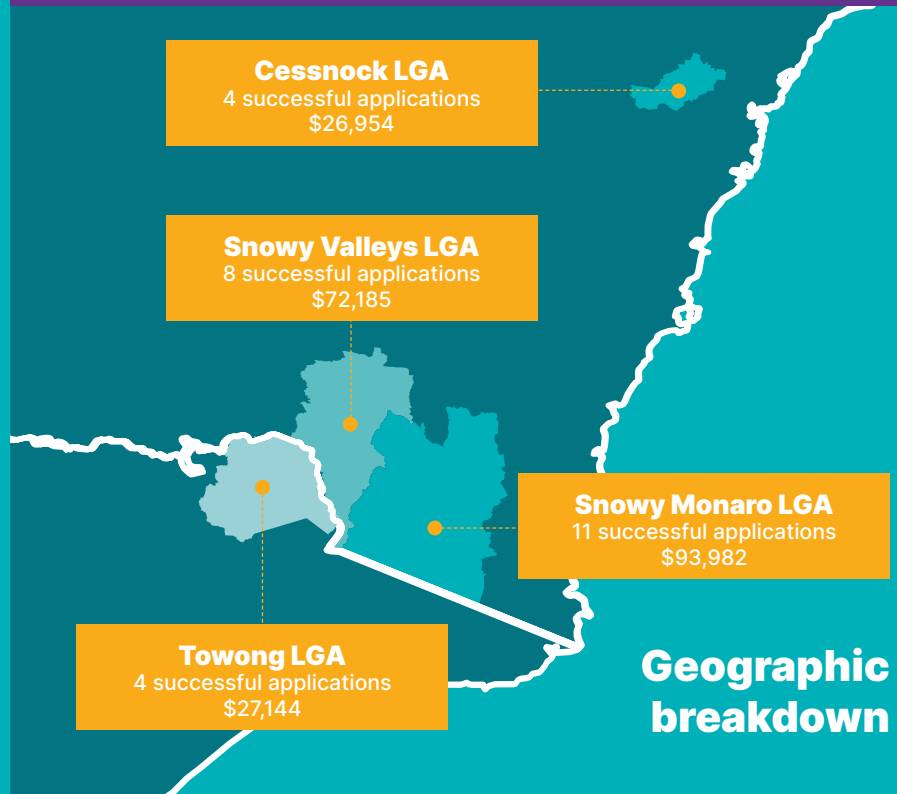 Cessnock LGA
4 successful applications
$26,954
Snowy Valleys LGA
8 successful applications
$72,185
Snowy Monaro LGA
11 successful applications
$93,982
Towong LGA
4 successful applications
$27,144
Geographic
breakdown